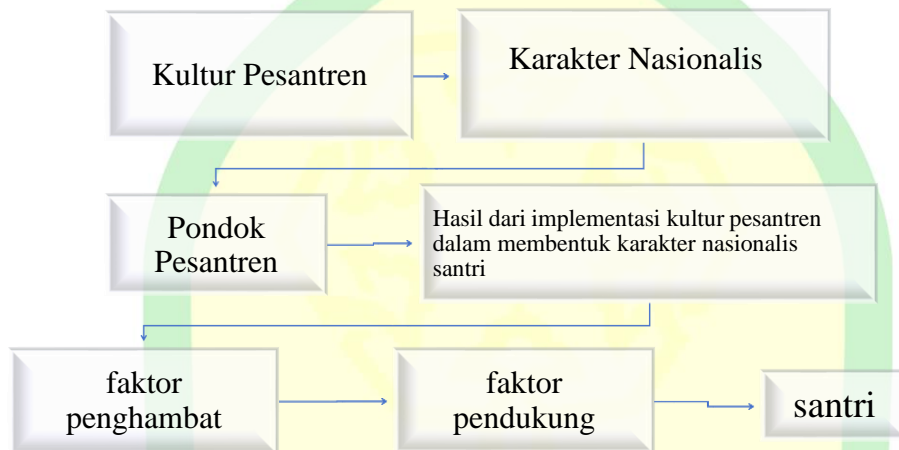 Kultur Pesantren
Karakter Nasionalis
Pondok
Pesantren
Hasil dari implementasi kultur pesantren
dalam membentuk karakter nasionalis
santri
faktor
penghambat
faktor
pendukung
santri